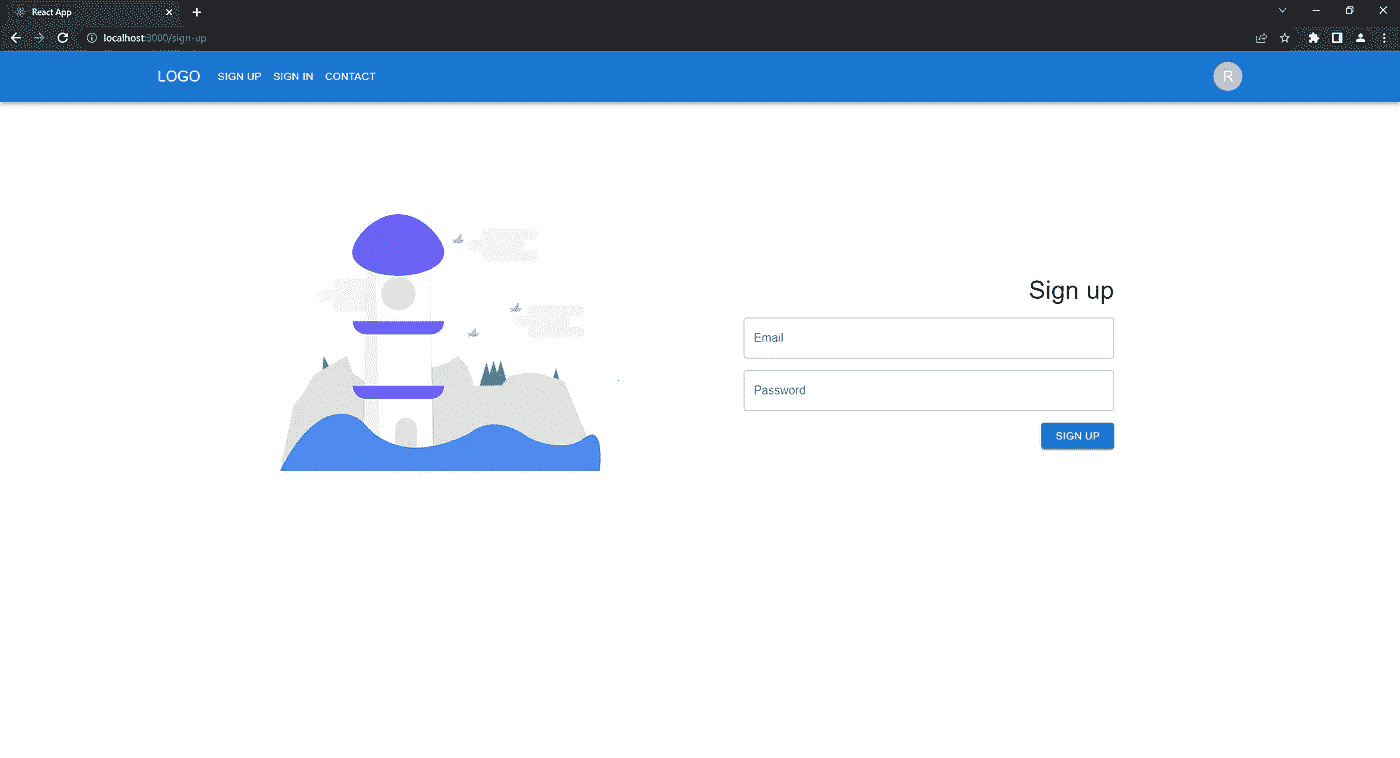 React App
localhost:3000/sign-up
LOGO SIGN UP SIGN IN CONTACT R
Sign up
Email
Password
SIGN UP